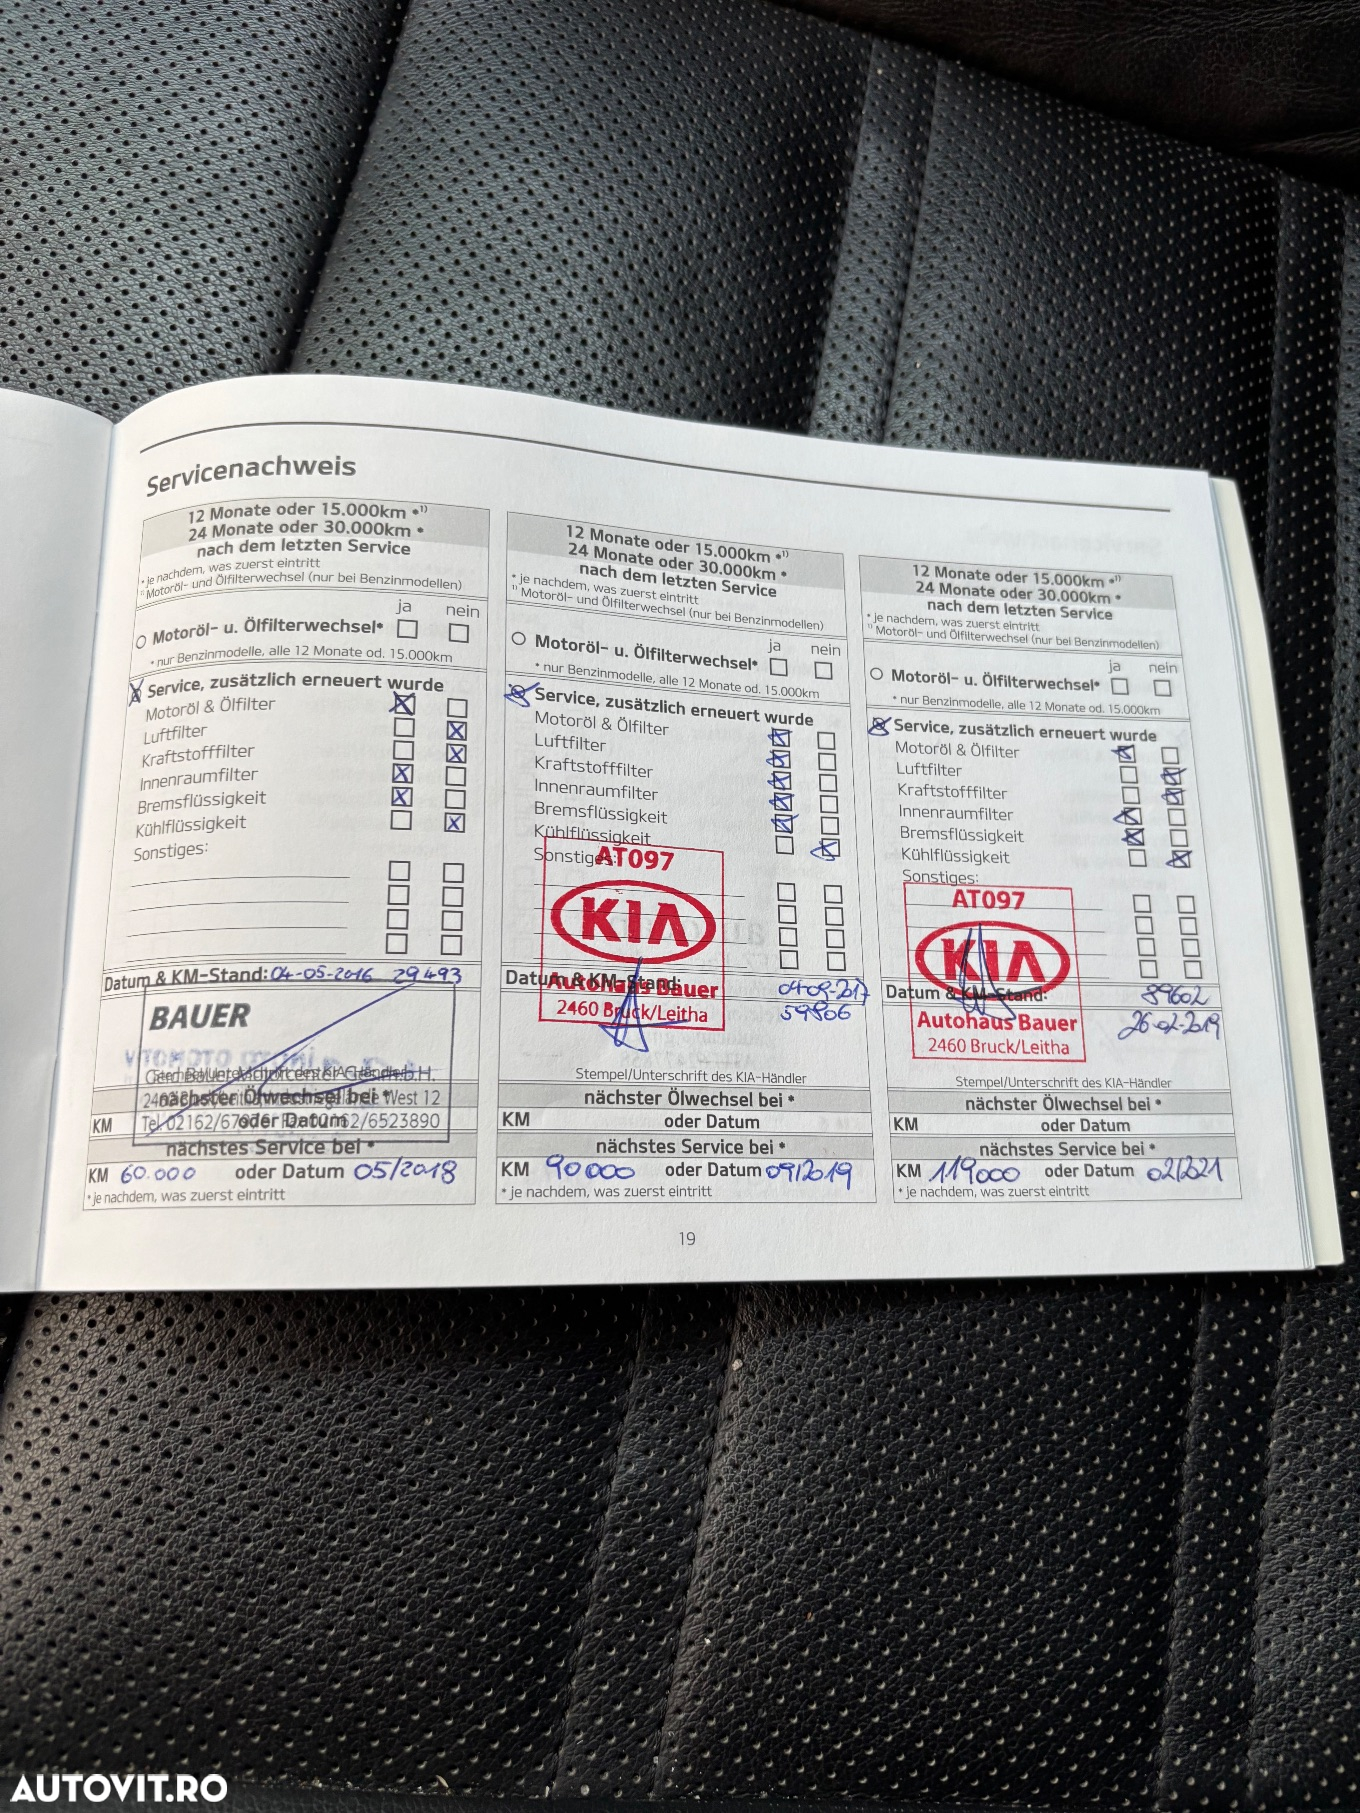 Servicenachweis
12 Monate oder 15.000km •¹⁾
24 Monate oder 30.000km •
nach dem letzten Service
• je nachdem, was zuerst eintritt
¹⁾ Motoröl- und Ölfilterwechsel (nur bei Benzinmodellen)
ja nein
Motoröl- u. Ölfilterwechsel*
• nur Benzinmodelle, alle 12 Monate od. 15.000km
Service, zusätzlich erneuert wurde
Motoröl & Ölfilter
Luftfilter
Kraftstofffilter
Innenraumfilter
Bremsflüssigkeit
Kühlflüssigkeit
Sonstiges:
Datum & KM-Stand: 04-05-2016 29493
BAUER
2460 West 12
Tel. 02162/6523890
nächster Ölwechsel bei •
KM oder Datum
nächstes Service bei •
KM 60.000 oder Datum 05/2018
• je nachdem, was zuerst eintritt
12 Monate oder 15.000km •¹⁾
24 Monate oder 30.000km •
nach dem letzten Service
• je nachdem, was zuerst eintritt
¹⁾ Motoröl- und Ölfilterwechsel (nur bei Benzinmodellen)
ja nein
Motoröl- u. Ölfilterwechsel*
• nur Benzinmodelle, alle 12 Monate od. 15.000km
Service, zusätzlich erneuert wurde
Motoröl & Ölfilter
Luftfilter
Kraftstofffilter
Innenraumfilter
Bremsflüssigkeit
Kühlflüssigkeit
Sonstiges:
AT097
KIA
Datum & KM-Stand: 04-09-2017
59806
Autohaus Bauer
2460 Bruck/Leitha
Stempel/Unterschrift des KIA-Händler
nächster Ölwechsel bei •
KM oder Datum
nächstes Service bei •
KM 90000 oder Datum 09/2019
• je nachdem, was zuerst eintritt
12 Monate oder 15.000km •¹⁾
24 Monate oder 30.000km •
nach dem letzten Service
• je nachdem, was zuerst eintritt
¹⁾ Motoröl- und Ölfilterwechsel (nur bei Benzinmodellen)
ja nein
Motoröl- u. Ölfilterwechsel*
• nur Benzinmodelle, alle 12 Monate od. 15.000km
Service, zusätzlich erneuert wurde
Motoröl & Ölfilter
Luftfilter
Kraftstofffilter
Innenraumfilter
Bremsflüssigkeit
Kühlflüssigkeit
Sonstiges:
AT097
KIA
Datum & KM-Stand: 89602
26-02-2019
Autohaus Bauer
2460 Bruck/Leitha
Stempel/Unterschrift des KIA-Händler
nächster Ölwechsel bei •
KM oder Datum
nächstes Service bei •
KM 119000 oder Datum 02/2021
• je nachdem, was zuerst eintritt
19
AUTOVIT.RO